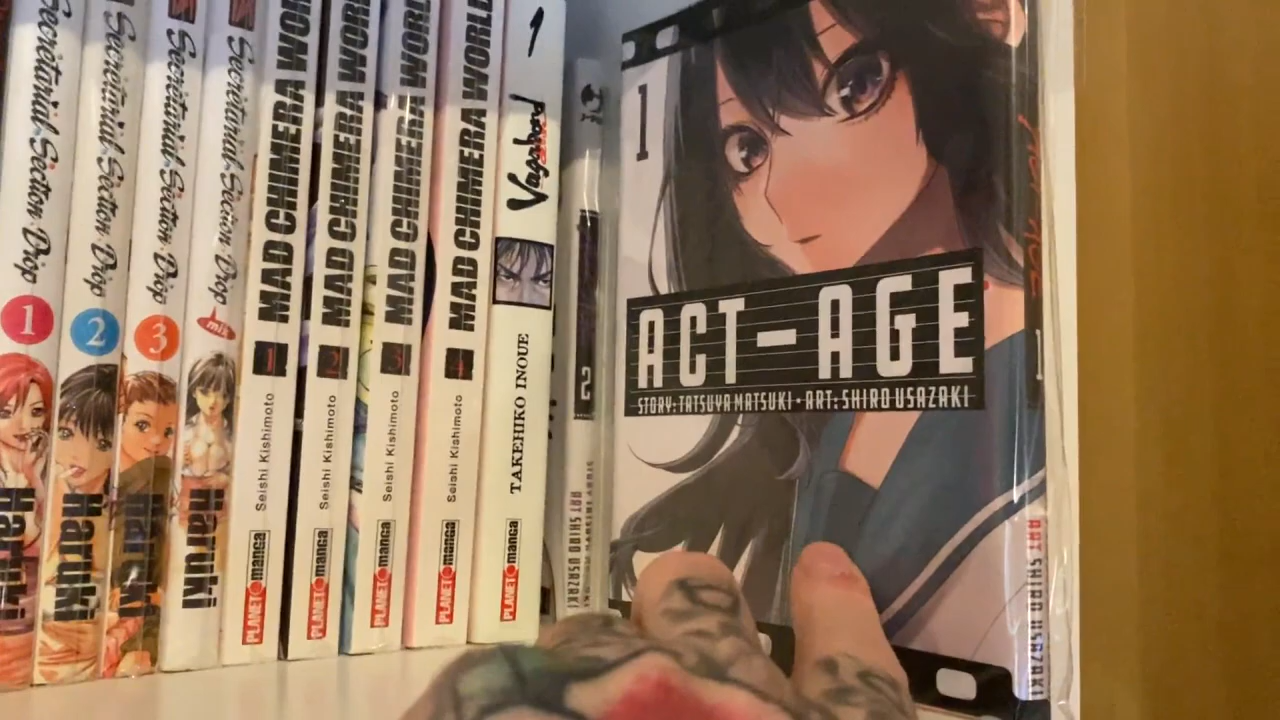 Secretarial Section Drop
1
Haruki
Secretarial Section Drop
2
Haruki
Secretarial Section Drop
3
Haruki
Secretarial Section Drop
mix
Haruki
MAD CHIMERA WORL
1
Seishi Kishimoto
PLANET manga
MAD CHIMERA WORL
2
Seishi Kishimoto
PLANET manga
MAD CHIMERA WORL
3
Seishi Kishimoto
PLANET manga
MAD CHIMERA WORLD
4
Seishi Kishimoto
PLANET manga
1
Vagabond
TAKEHIKO INOUE
PLANET manga
2
ART SHIRO USAZAKI
1
ACT-AGE
STORY: TATSUYA MATSUKI • ART: SHIRO USAZAKI
ACT-AGE
1
ART SHIRO USAZAKI